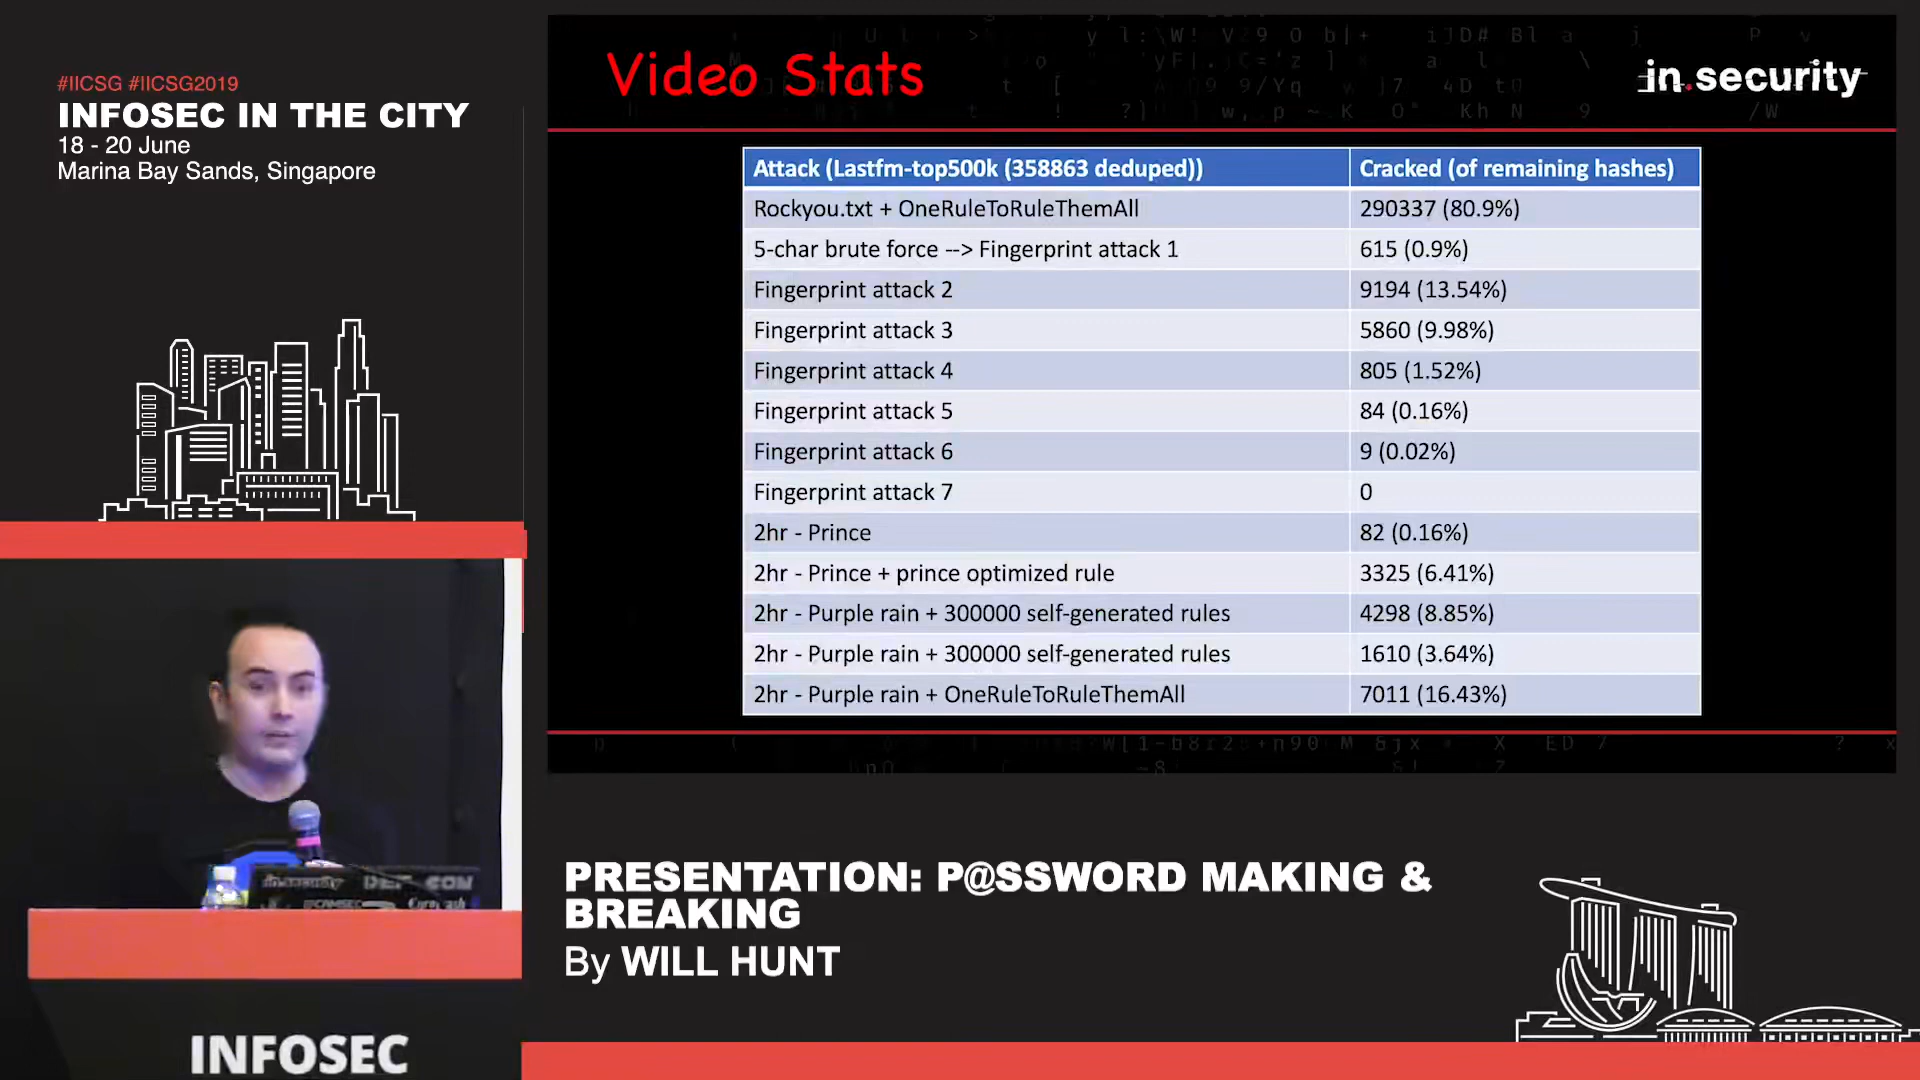 #IICSG #IICSG2019
INFOSEC IN THE CITY
18 - 20 June
Marina Bay Sands, Singapore
Video Stats
in.security
Attack (Lastfm-top500k (358863 deduped)) Cracked (of remaining hashes)
Rockyou.txt + OneRuleToRuleThemAll 290337 (80.9%)
5-char brute force --> Fingerprint attack 1 615 (0.9%)
Fingerprint attack 2 9194 (13.54%)
Fingerprint attack 3 5860 (9.98%)
Fingerprint attack 4 805 (1.52%)
Fingerprint attack 5 84 (0.16%)
Fingerprint attack 6 9 (0.02%)
Fingerprint attack 7 0
2hr - Prince 82 (0.16%)
2hr - Prince + prince optimized rule 3325 (6.41%)
2hr - Purple rain + 300000 self-generated rules 4298 (8.85%)
2hr - Purple rain + 300000 self-generated rules 1610 (3.64%)
2hr - Purple rain + OneRuleToRuleThemAll 7011 (16.43%)
in.security DEF CON
PRESENTATION: P@SSWORD MAKING &
BREAKING
By WILL HUNT
INFOSEC